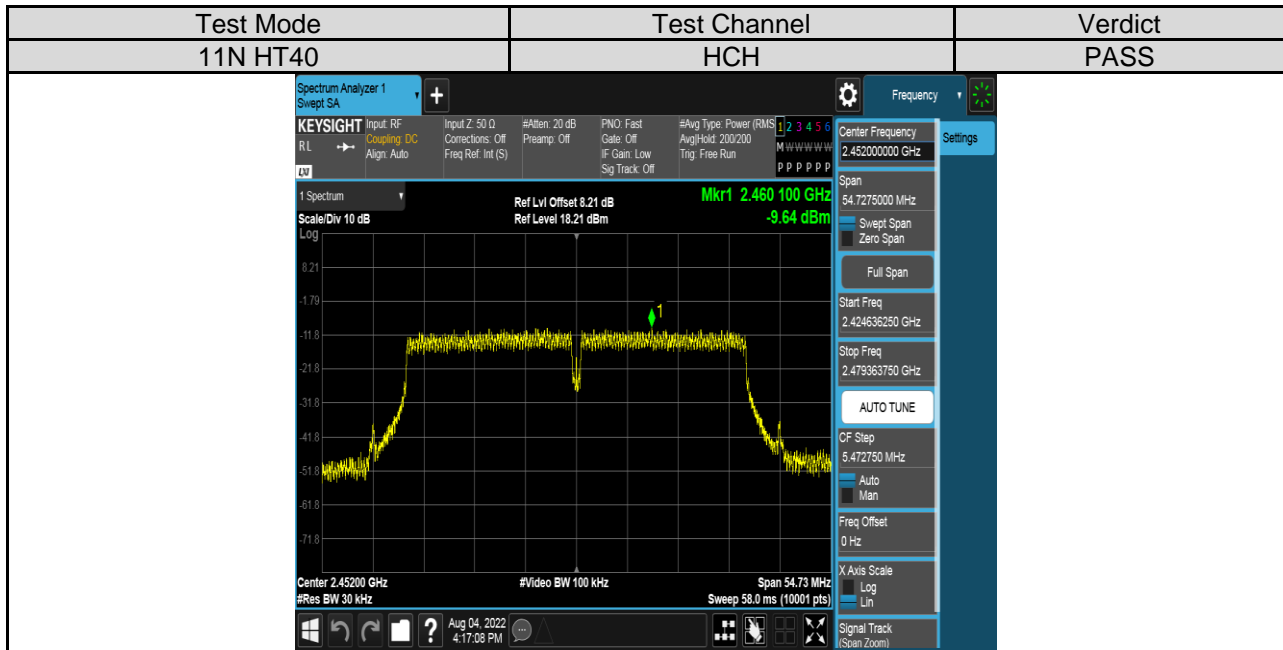 Test Mode Test Channel Verdict
11N HT40 HCH PASS
Spectrum Analyzer 1
Swept SA
+
Frequency
KEYSIGHT
RL
LXI
Input: RF
Coupling: DC
Align: Auto
Input Z: 50 Ω
Corrections: Off
Freq Ref: Int (S)
#Atten: 20 dB
Preamp: Off
PNO: Fast
Gate: Off
IF Gain: Low
Sig Track: Off
#Avg Type: Power (RMS
Avg|Hold: 200/200
Trig: Free Run
1 2 3 4 5 6
M W W W W W
P P P P P P
1 Spectrum
Scale/Div 10 dB
Log
Ref Lvl Offset 8.21 dB
Ref Level 18.21 dBm
Mkr1 2.460 100 GHz
-9.64 dBm
8.21
-1.79
-11.8
-21.8
-31.8
-41.8
-51.8
-61.8
-71.8
1
Center 2.45200 GHz
#Res BW 30 kHz
#Video BW 100 kHz
Span 54.73 MHz
Sweep 58.0 ms (10001 pts)
Center Frequency
2.452000000 GHz
Settings
Span
54.7275000 MHz
Swept Span
Zero Span
Full Span
Start Freq
2.424636250 GHz
Stop Freq
2.479363750 GHz
AUTO TUNE
CF Step
5.472750 MHz
Auto
Man
Freq Offset
0 Hz
X Axis Scale
Log
Lin
Signal Track
(Span Zoom)
?
Aug 04, 2022
4:17:08 PM